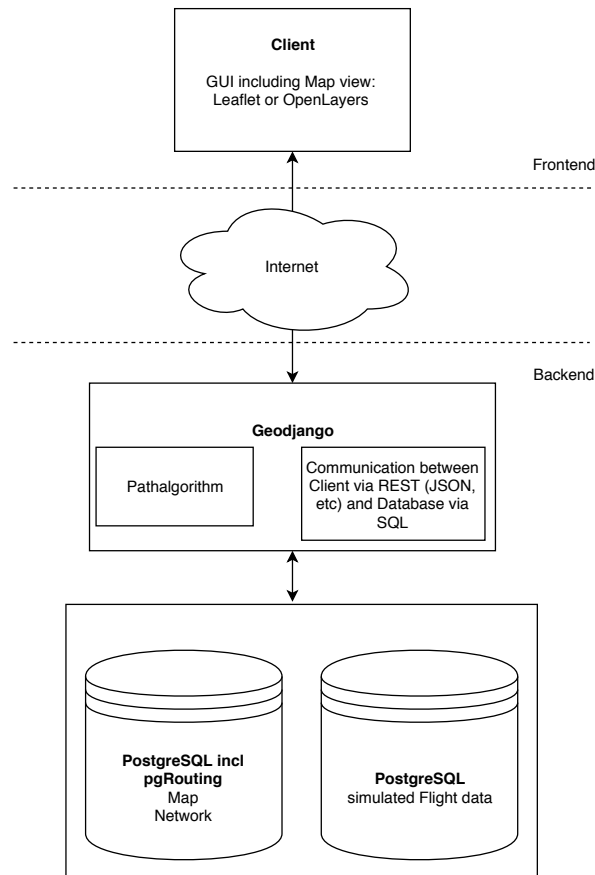 Client
GUI including Map view:
Leaflet or OpenLayers
Frontend
Internet
Backend
Geodjango
Pathalgorithm
Communication between
Client via REST (JSON,
etc) and Database via
SQL
PostgreSQL incl
pgRouting
Map
Network
PostgreSQL
simulated Flight data